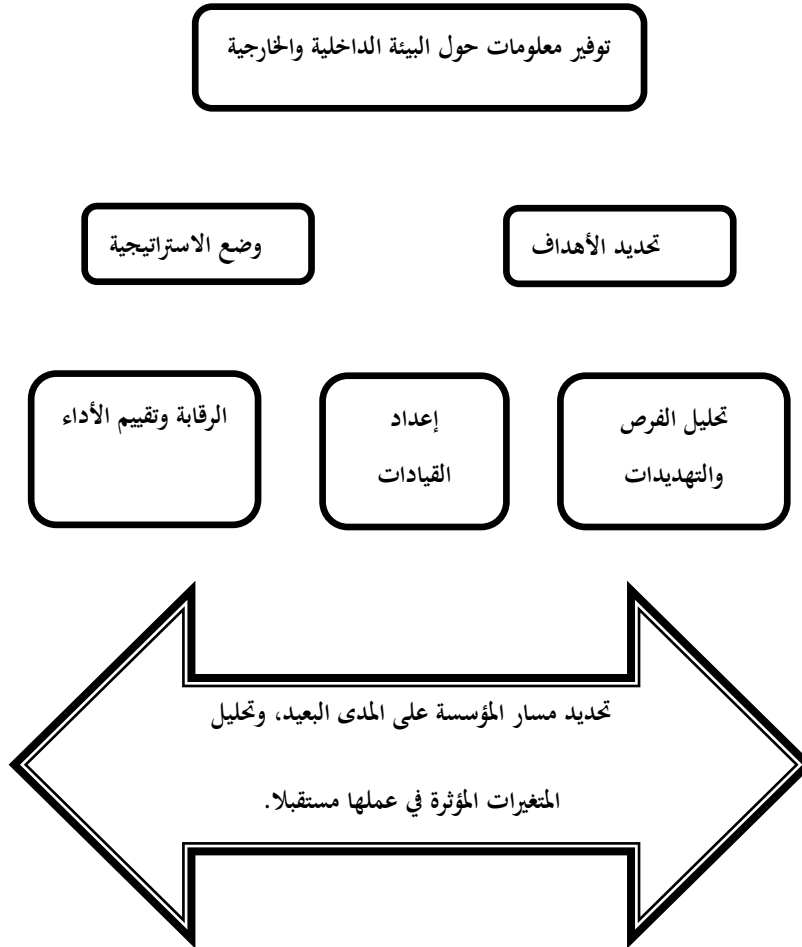 توفير معلومات حول البيئة الداخلية والخارجية
تحديد الأهداف
وضع الاستراتيجية
تحليل الفرص
والتهديدات
إعداد
القيادات
الرقابة وتقييم الأداء
تحديد مسار المؤسسة على المدى البعيد، وتحليل
المتغيرات المؤثرة في عملها مستقبلا.